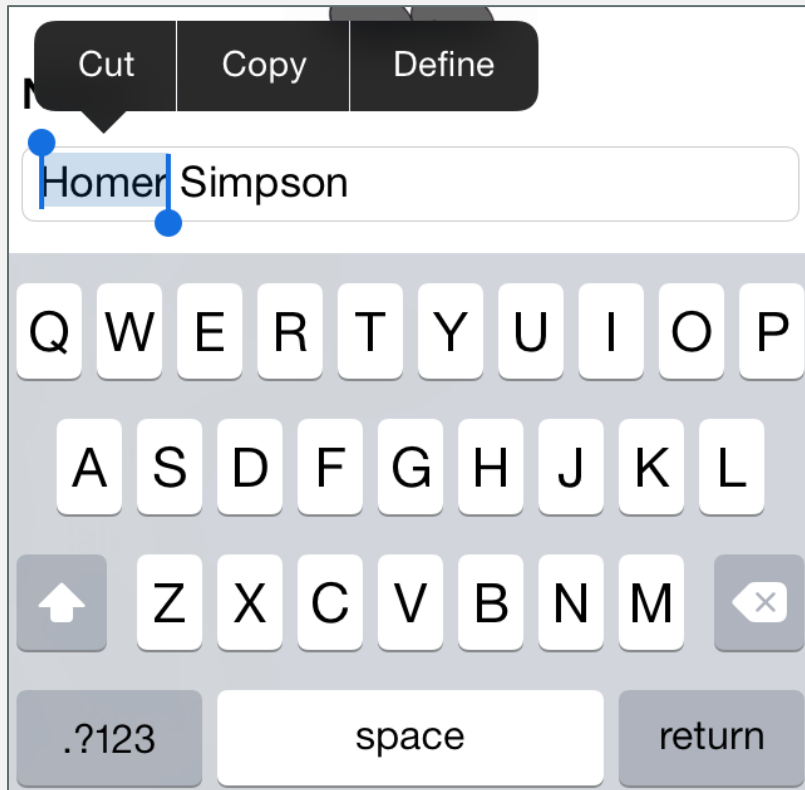 Cut Copy Define
Homer Simpson
Q W E R T Y U I O P
A S D F G H J K L
Z X C V B N M
.?123 space return